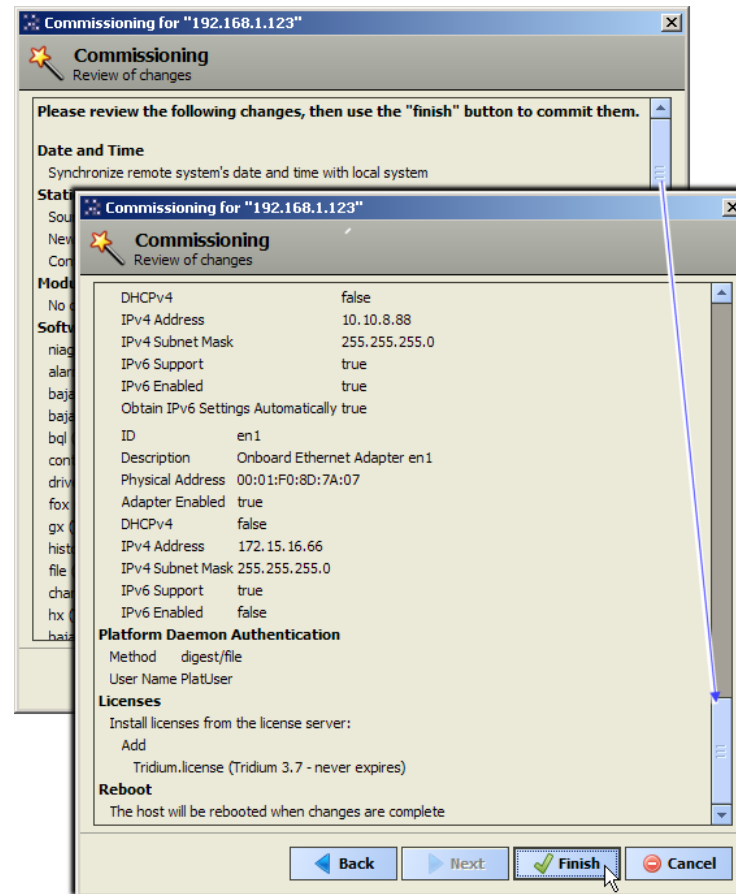 Commissioning for "192.168.1.123"
Commissioning
Review of changes
Please review the following changes, then use the "finish" button to commit them.
Date and Time
Synchronize remote system's date and time with local system
Commissioning for "192.168.1.123"
Commissioning
Review of changes
DHCPv4 false
IPv4 Address 10.10.8.88
IPv4 Subnet Mask 255.255.255.0
IPv6 Support true
IPv6 Enabled true
Obtain IPv6 Settings Automatically true
ID en1
Description Onboard Ethernet Adapter en1
Physical Address 00:01:F0:8D:7A:07
Adapter Enabled true
DHCPv4 false
IPv4 Address 172.15.16.66
IPv4 Subnet Mask 255.255.255.0
IPv6 Support true
IPv6 Enabled false
Platform Daemon Authentication
Method digest/file
User Name PlatUser
Licenses
Install licenses from the license server:
Add
Tridium.license (Tridium 3.7 - never expires)
Reboot
The host will be rebooted when changes are complete
Back Next Finish Cancel